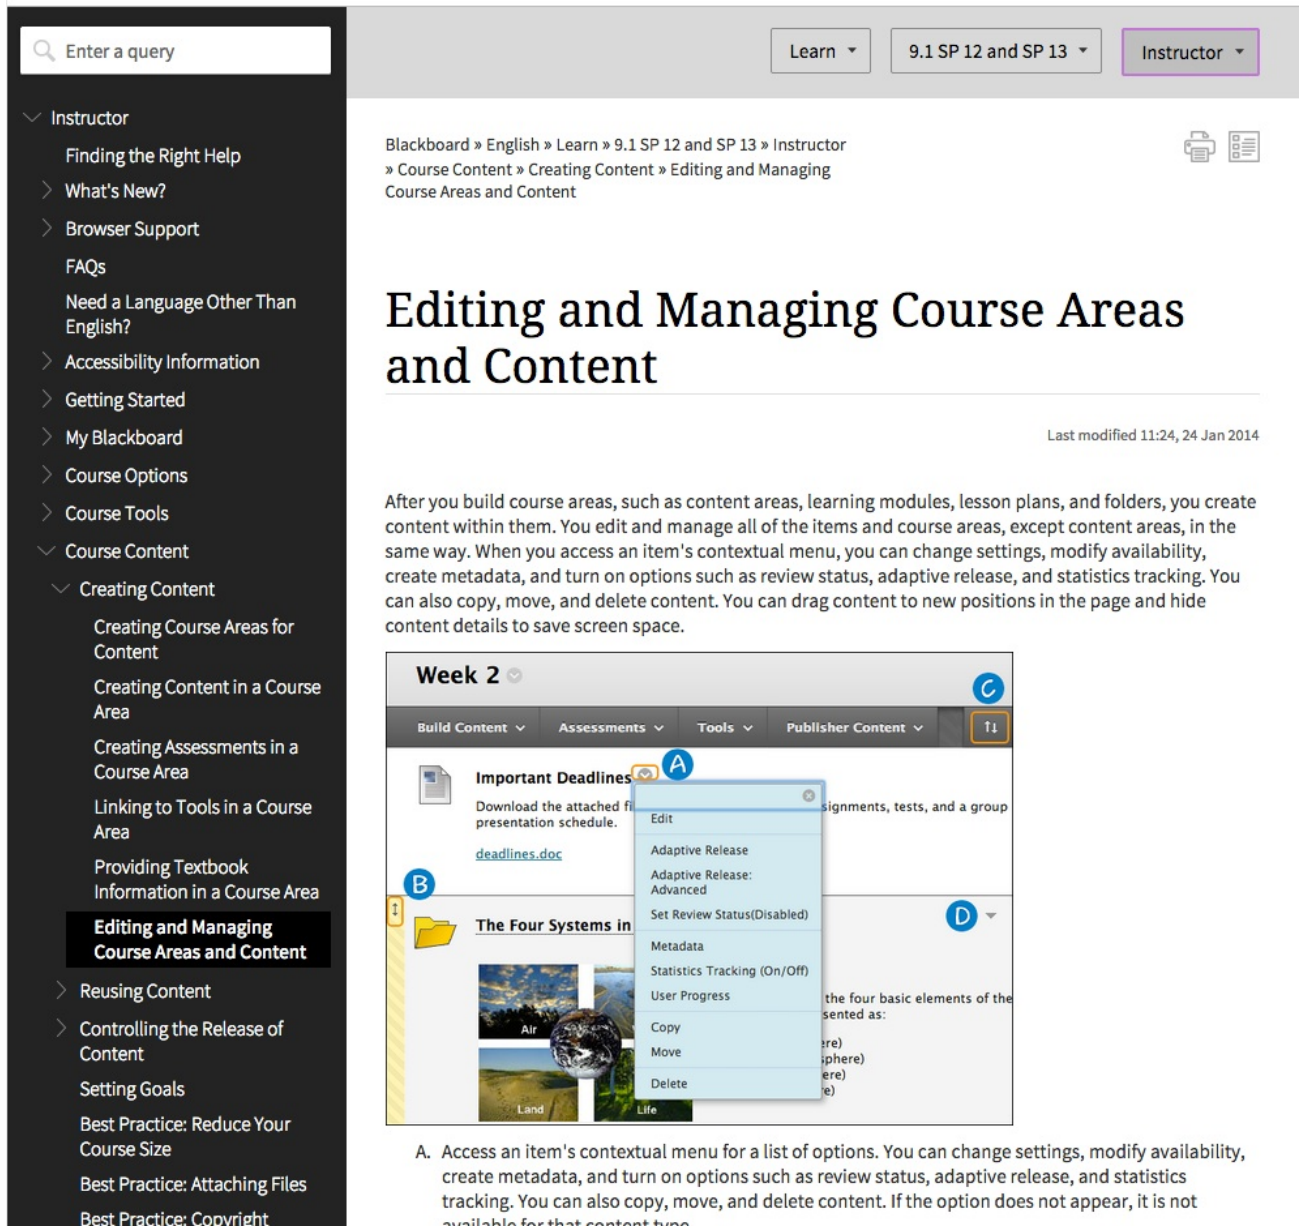 Enter a query
Learn
9.1 SP 12 and SP 13
Instructor
Instructor
Finding the Right Help
What's New?
Browser Support
FAQs
Need a Language Other Than
English?
Accessibility Information
Getting Started
My Blackboard
Course Options
Course Tools
Course Content
Creating Content
Creating Course Areas for
Content
Creating Content in a Course
Area
Creating Assessments in a
Course Area
Linking to Tools in a Course
Area
Providing Textbook
Information in a Course Area
Editing and Managing
Course Areas and Content
Reusing Content
Controlling the Release of
Content
Setting Goals
Best Practice: Reduce Your
Course Size
Best Practice: Attaching Files
Best Practice: Copyright
Blackboard » English » Learn » 9.1 SP 12 and SP 13 » Instructor
» Course Content » Creating Content » Editing and Managing
Course Areas and Content
Editing and Managing Course Areas
and Content
Last modified 11:24, 24 Jan 2014
After you build course areas, such as content areas, learning modules, lesson plans, and folders, you create
content within them. You edit and manage all of the items and course areas, except content areas, in the
same way. When you access an item's contextual menu, you can change settings, modify availability,
create metadata, and turn on options such as review status, adaptive release, and statistics tracking. You
can also copy, move, and delete content. You can drag content to new positions in the page and hide
content details to save screen space.
Week 2
C
Build Content
Assessments
Tools
Publisher Content
A
Important Deadlines
Download the attached fi
signments, tests, and a group
presentation schedule.
deadlines.doc
Edit
Adaptive Release
Adaptive Release:
Advanced
Set Review Status(Disabled)
Metadata
Statistics Tracking (On/Off)
User Progress
Copy
Move
Delete
B
D
The Four Systems in
Air
Land
Life
the four basic elements of the
sented as:
ere)
sphere)
ere)
e)
A. Access an item's contextual menu for a list of options. You can change settings, modify availability,
create metadata, and turn on options such as review status, adaptive release, and statistics
tracking. You can also copy, move, and delete content. If the option does not appear, it is not
available for that content type.